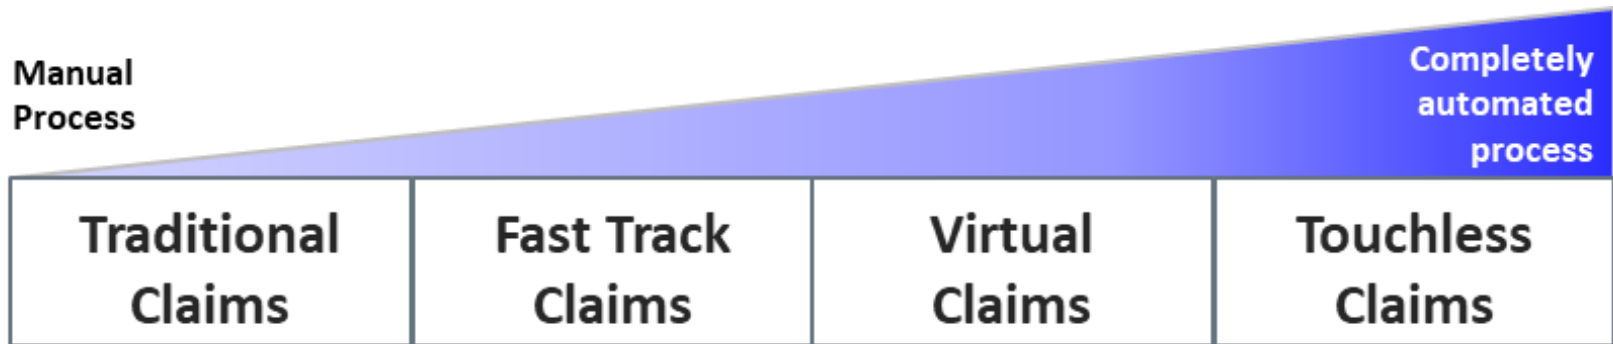 Manual
Process
Completely
automated
process
Traditional
Claims
Fast Track
Claims
Virtual
Claims
Touchless
Claims